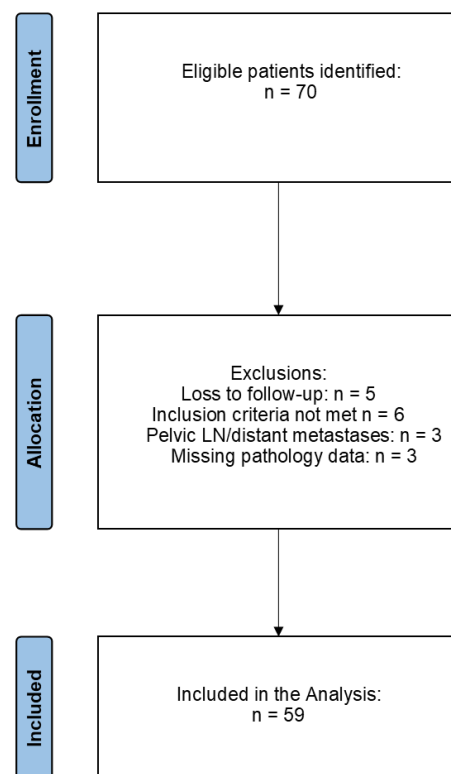 Enrollment
Eligible patients identified:
n = 70
Allocation
Exclusions:
Loss to follow-up: n = 5
Inclusion criteria not met n = 6
Pelvic LN/distant metastases: n = 3
Missing pathology data: n = 3
Included
Included in the Analysis:
n = 59